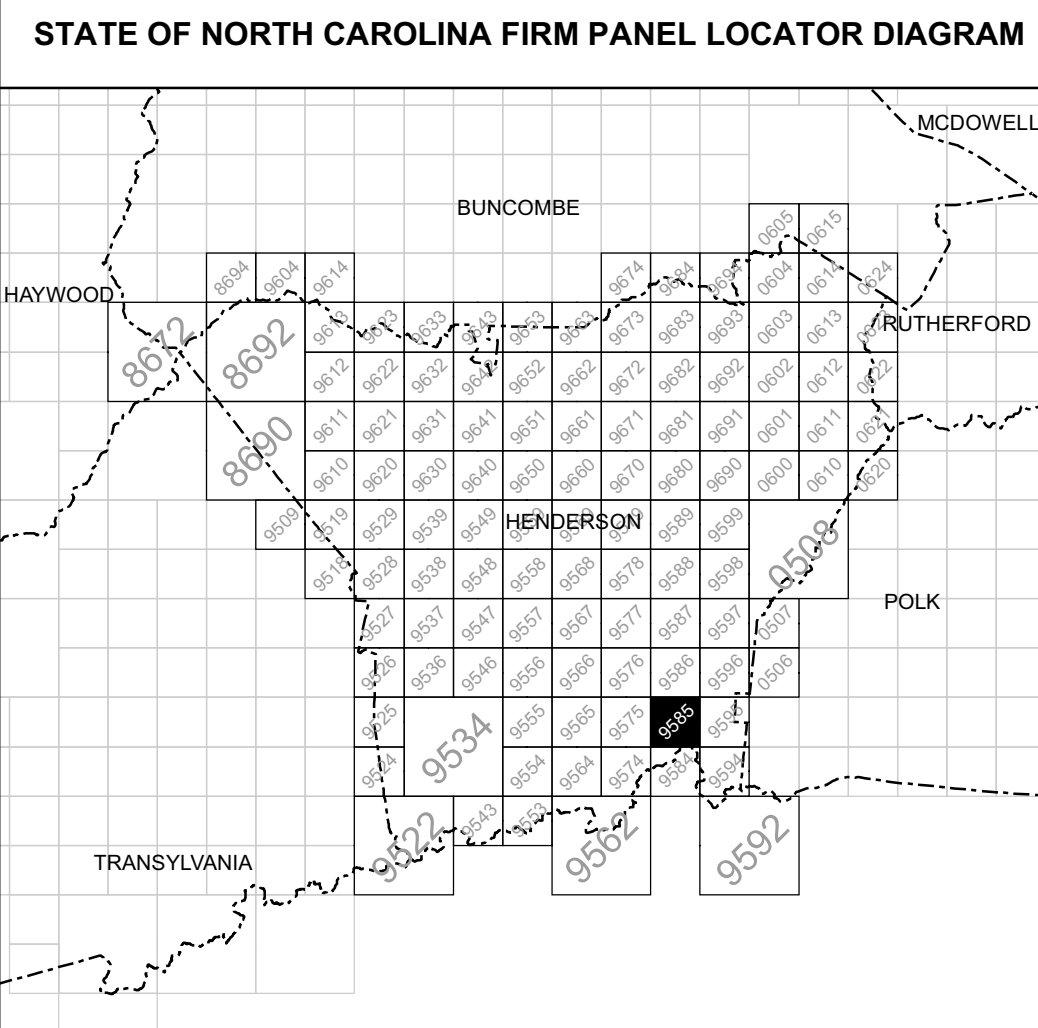 STATE OF NORTH CAROLINA FIRM PANEL LOCATOR DIAGRAM
MCDOWELL
BUNCOMBE
0605 0615
8694 9604 9614 9674 9684 9694 0604 0614 0624
HAYWOOD
8672 8692 9613 9623 9633 9643 9653 9663 9673 9683 9693 0603 0613 0623 RUTHERFORD
9612 9622 9632 9642 9652 9662 9672 9682 9692 0602 0612 0622
8690 9611 9621 9631 9641 9651 9661 9671 9681 9691 0601 0611 0621
9610 9620 9630 9640 9650 9660 9670 9680 9690 0600 0610 0620
9509 9519 9529 9539 9549 HENDERSON 9589 9599
9518 9528 9538 9548 9558 9568 9578 9588 9598 0508
POLK
9527 9537 9547 9557 9567 9577 9587 9597 0507
9526 9536 9546 9556 9566 9576 9586 9596 0506
9525 9534 9555 9565 9575 9585 9595
9524 9554 9564 9574 9584 9594
9522 9543 9553 9562 9592
TRANSYLVANIA